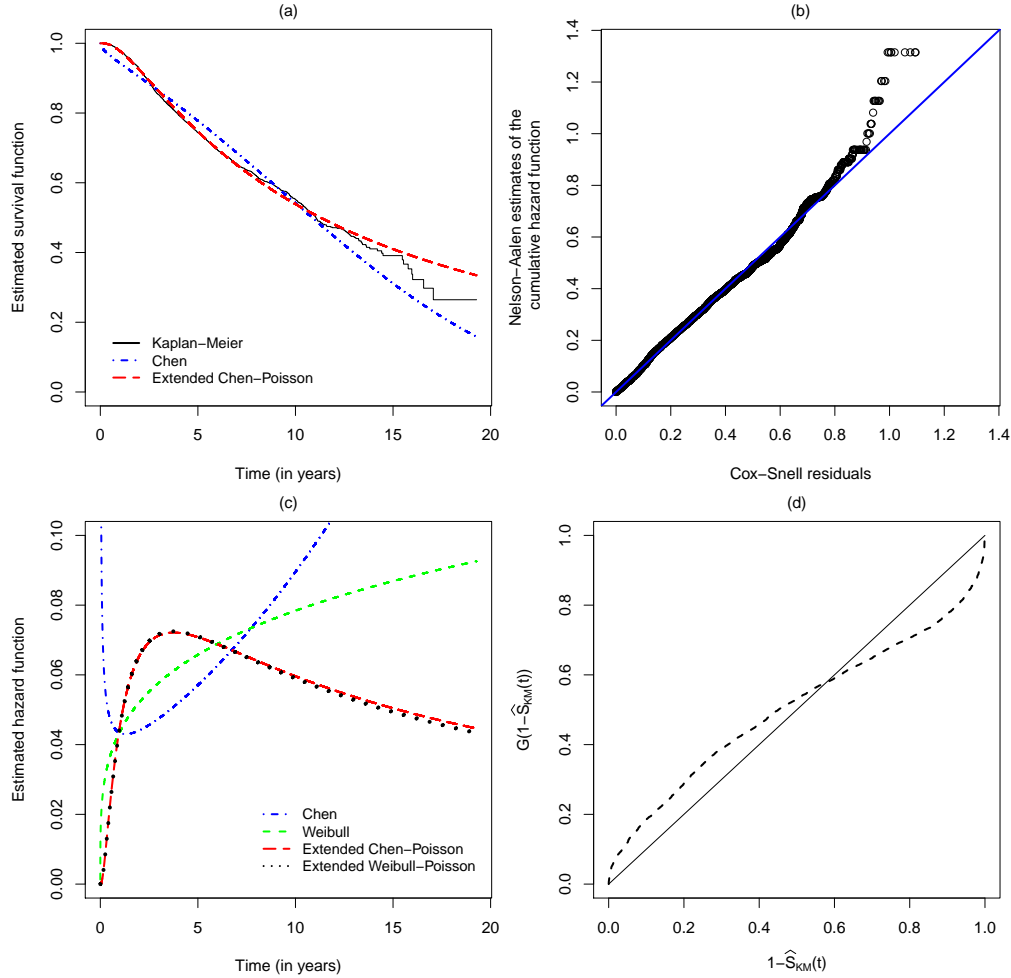 (a)
Estimated survival function
1.0
0.8
0.6
0.4
0.2
0.0
Kaplan−Meier
Chen
Extended Chen−Poisson
0 5 10 15 20
Time (in years)
(b)
Nelson−Aalen estimates of the
cumulative hazard function
1.4
1.2
1.0
0.8
0.6
0.4
0.2
0.0
0.0 0.2 0.4 0.6 0.8 1.0 1.2 1.4
Cox−Snell residuals
(c)
Estimated hazard function
0.10
0.08
0.06
0.04
0.02
0.00
Chen
Weibull
Extended Chen−Poisson
Extended Weibull−Poisson
0 5 10 15 20
Time (in years)
(d)
G(1−Ŝ_KM(t))
1.0
0.8
0.6
0.4
0.2
0.0
0.0 0.2 0.4 0.6 0.8 1.0
1−Ŝ_KM(t)